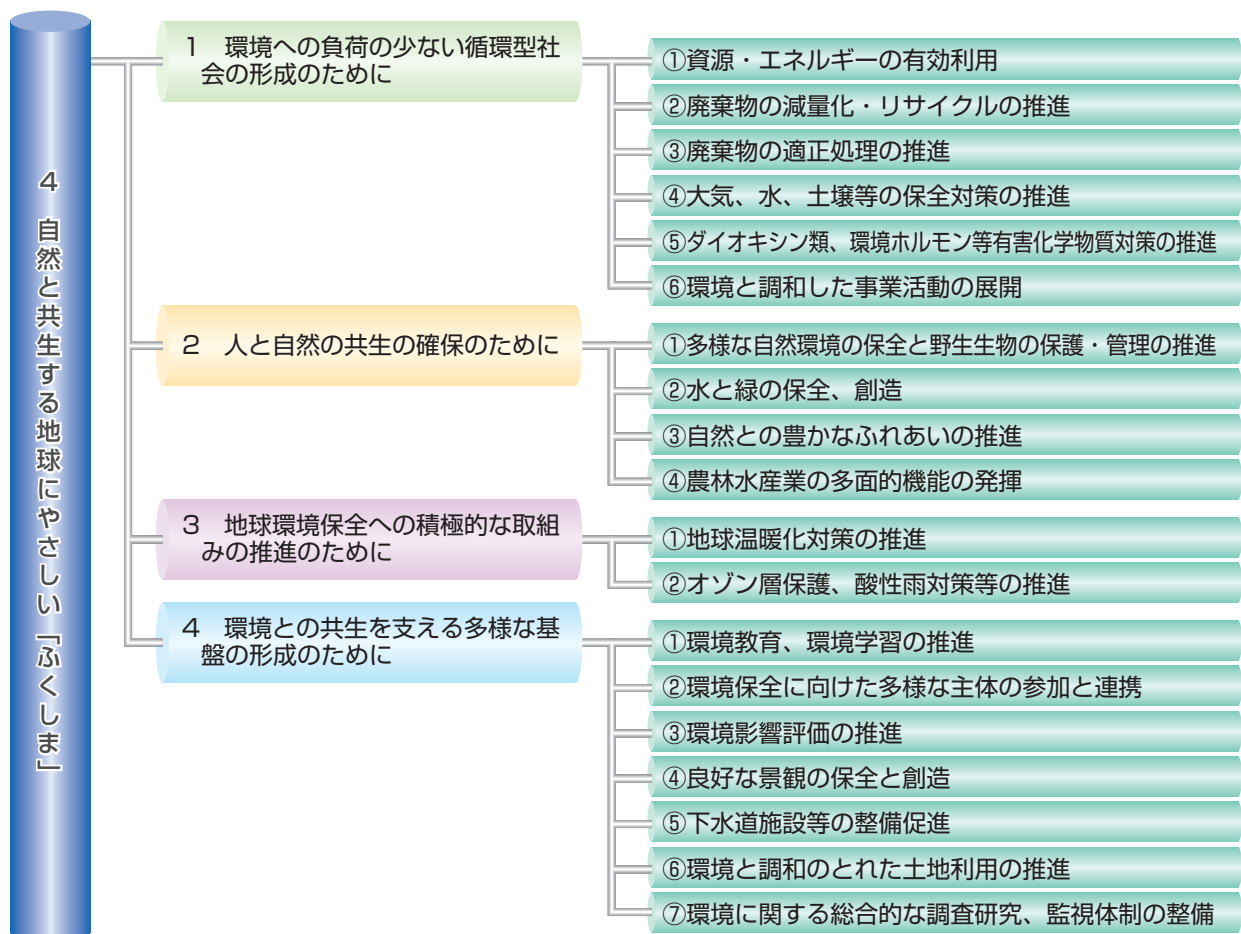 4　自然と共生する地球にやさしい「ふくしま」
1　環境への負荷の少ない循環型社
会の形成のために
①資源・エネルギーの有効利用
②廃棄物の減量化・リサイクルの推進
③廃棄物の適正処理の推進
④大気、水、土壌等の保全対策の推進
⑤ダイオキシン類、環境ホルモン等有害化学物質対策の推進
⑥環境と調和した事業活動の展開
2　人と自然の共生の確保のために
①多様な自然環境の保全と野生生物の保護・管理の推進
②水と緑の保全、創造
③自然との豊かなふれあいの推進
④農林水産業の多面的機能の発揮
3　地球環境保全への積極的な取組
みの推進のために
①地球温暖化対策の推進
②オゾン層保護、酸性雨対策等の推進
4　環境との共生を支える多様な基
盤の形成のために
①環境教育、環境学習の推進
②環境保全に向けた多様な主体の参加と連携
③環境影響評価の推進
④良好な景観の保全と創造
⑤下水道施設等の整備促進
⑥環境と調和のとれた土地利用の推進
⑦環境に関する総合的な調査研究、監視体制の整備